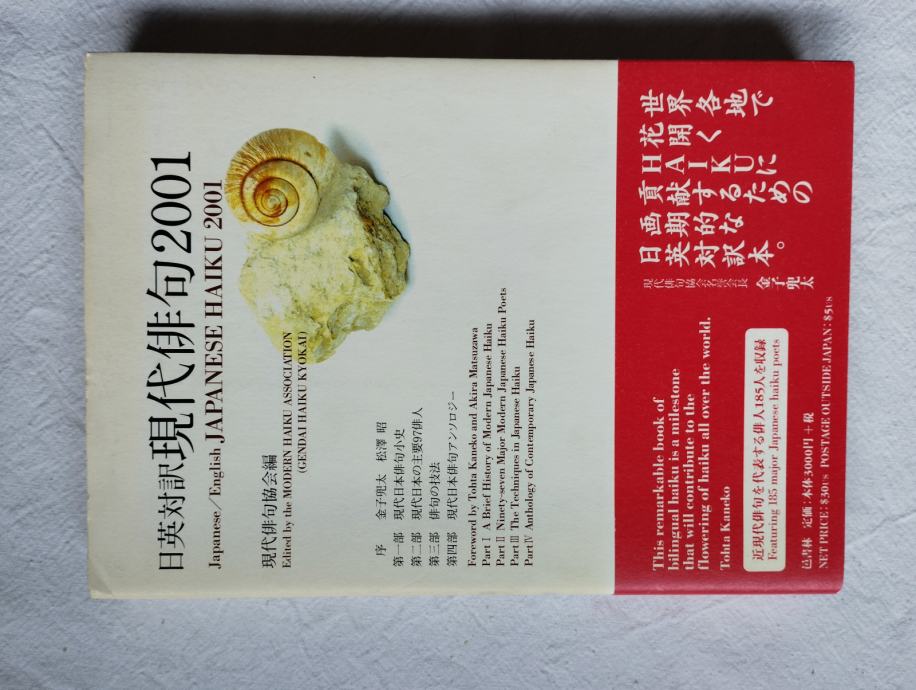 日英対訳現代俳句2001
Japanese/English JAPANESE HAIKU 2001
現代俳句協会編
Edited by the MODERN HAIKU ASSOCIATION
(GENDAI HAIKU KYOKAI)
序 金子兜太 松澤 昭
第一部 現代日本俳句小史
第二部 現代日本の主要97俳人
第三部 俳句の技法
第四部 現代日本俳句アンソロジー
Foreword by Tohta Kaneko and Akira Matsuzawa
Part Ⅰ A Brief History of Modern Japanese Haiku
Part Ⅱ Ninety-seven Major Modern Japanese Haiku Poets
Part Ⅲ The Techniques in Japanese Haiku
Part Ⅳ Anthology of Contemporary Japanese Haiku
世界各地で
花開く
HAIKUに
貢献するための
画期的な
日英対訳本。
現代俳句協会名誉会長
金子兜太
This remarkable book of
bilingual haiku is a milestone
that will contribute to the
flowering of haiku all over the world.
Tohta Kaneko
近現代俳句を代表する俳人185人を収録
Featuring 185 major Japanese haiku poets
邑書林 定価:本体3000円+税
NET PRICE: $30US POSTAGE OUTSIDE JAPAN: $5US